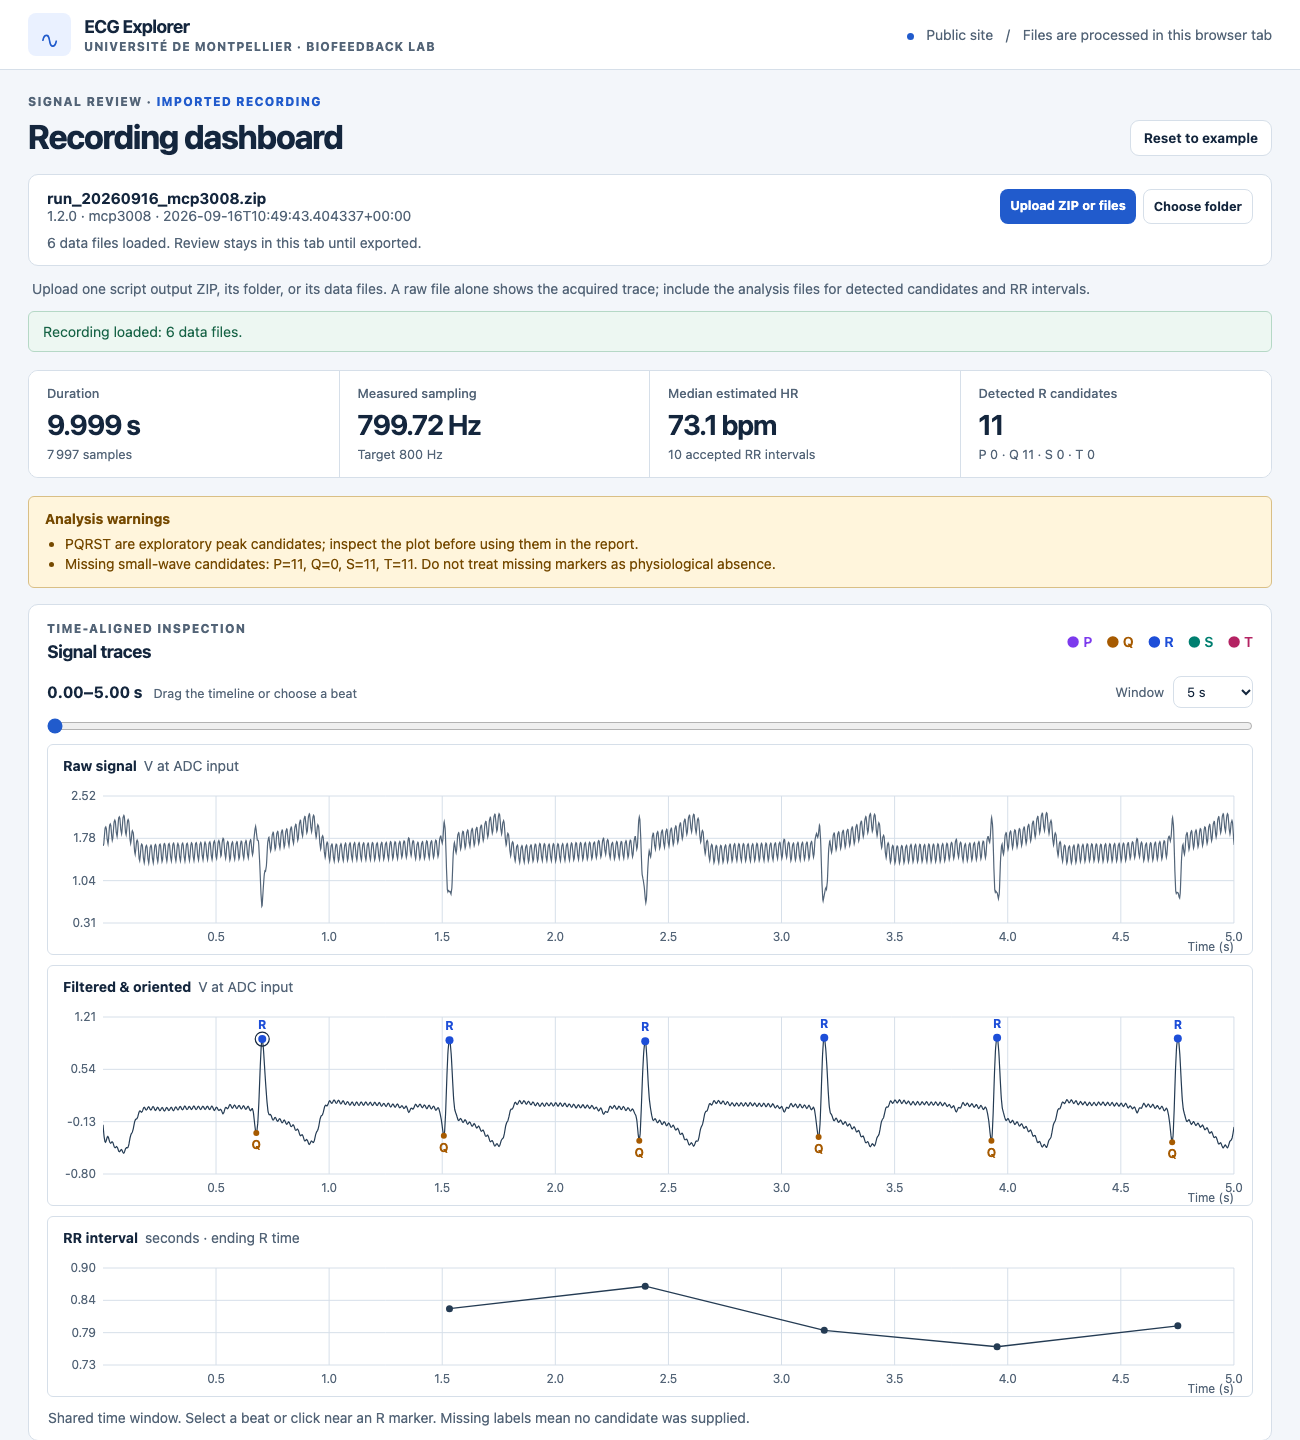 ECG Explorer
UNIVERSITÉ DE MONTPELLIER · BIOFEEDBACK LAB
Public site / Files are processed in this browser tab
SIGNAL REVIEW · IMPORTED RECORDING
Recording dashboard
Reset to example
run_20260916_mcp3008.zip
1.2.0 · mcp3008 · 2026-09-16T10:49:43.404337+00:00
6 data files loaded. Review stays in this tab until exported.
Upload ZIP or files
Choose folder
Upload one script output ZIP, its folder, or its data files. A raw file alone shows the acquired trace; include the analysis files for detected candidates and RR intervals.
Recording loaded: 6 data files.
Duration
9.999 s
7 997 samples
Measured sampling
799.72 Hz
Target 800 Hz
Median estimated HR
73.1 bpm
10 accepted RR intervals
Detected R candidates
11
P 0 · Q 11 · S 0 · T 0
Analysis warnings
• PQRST are exploratory peak candidates; inspect the plot before using them in the report.
• Missing small-wave candidates: P=11, Q=0, S=11, T=11. Do not treat missing markers as physiological absence.
TIME-ALIGNED INSPECTION
Signal traces
P Q R S T
0.00–5.00 s Drag the timeline or choose a beat
Window 5 s
Raw signal V at ADC input
2.52
1.78
1.04
0.31
0.5 1.0 1.5 2.0 2.5 3.0 3.5 4.0 4.5 5.0
Time (s)
Filtered & oriented V at ADC input
1.21
R R R R R R
0.54
-0.13
Q Q Q Q Q Q
-0.80
0.5 1.0 1.5 2.0 2.5 3.0 3.5 4.0 4.5 5.0
Time (s)
RR interval seconds · ending R time
0.90
0.84
0.79
0.73
0.5 1.0 1.5 2.0 2.5 3.0 3.5 4.0 4.5 5.0
Time (s)
Shared time window. Select a beat or click near an R marker. Missing labels mean no candidate was supplied.